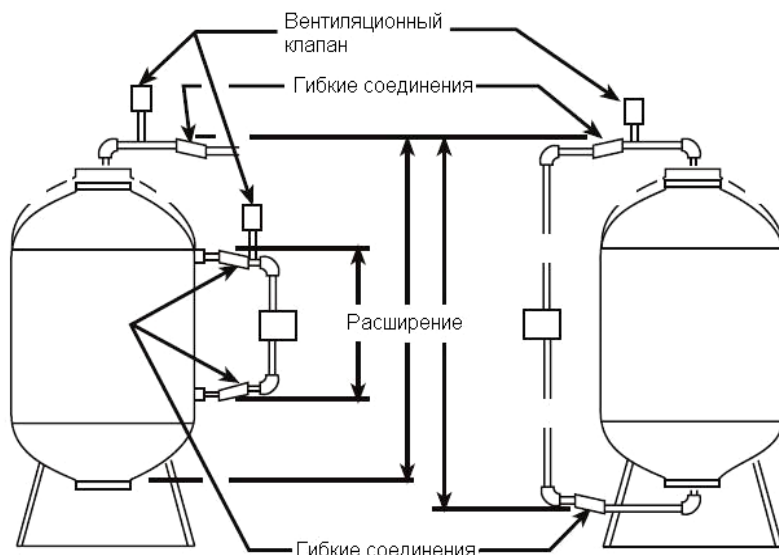 Вентиляционный
клапан
Гибкие соединения
Расширение
Гибкие соединения